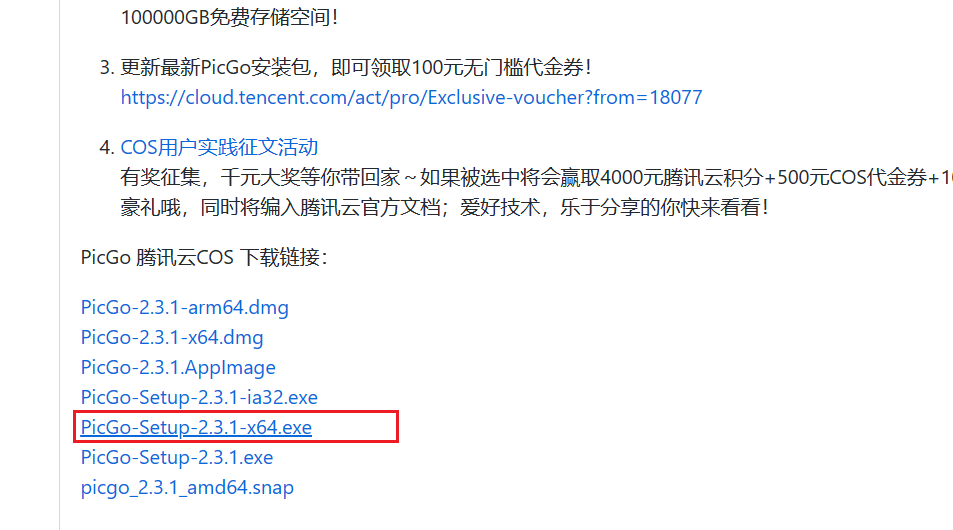 100000GB免费存储空间！
3. 更新最新PicGo安装包，即可领取100元无门槛代金券！
https://cloud.tencent.com/act/pro/Exclusive-voucher?from=18077
4. COS用户实践征文活动
有奖征集，千元大奖等你带回家～如果被选中将会赢取4000元腾讯云积分+500元COS代金券+10
豪礼哦，同时将编入腾讯云官方文档；爱好技术，乐于分享的你快来看看！
PicGo 腾讯云COS 下载链接：
PicGo-2.3.1-arm64.dmg
PicGo-2.3.1-x64.dmg
PicGo-2.3.1.AppImage
PicGo-Setup-2.3.1-ia32.exe
PicGo-Setup-2.3.1-x64.exe
PicGo-Setup-2.3.1.exe
picgo_2.3.1_amd64.snap